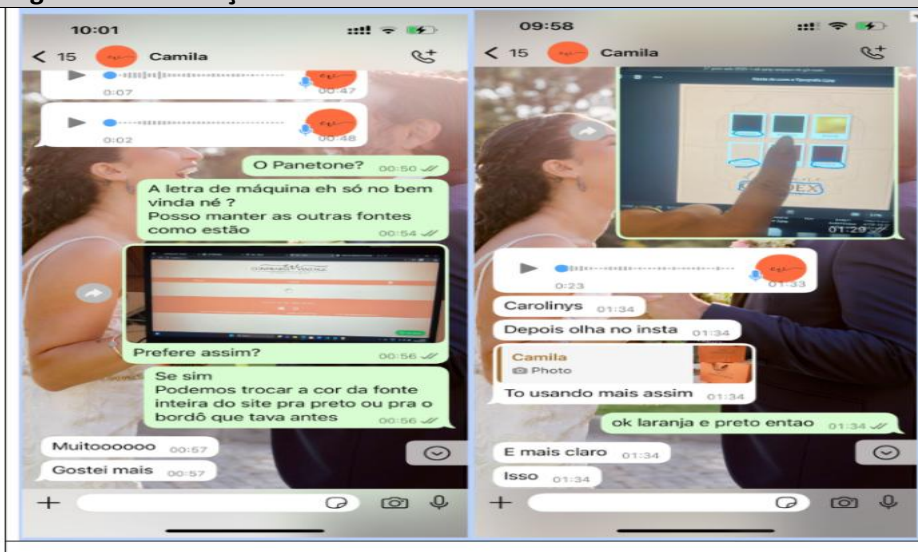 10:01
15
Camila
0:07
00:47
0:02
00:48
O Panetone? 00:50
A letra de máquina eh só no bem
vinda né ?
Posso manter as outras fontes
como estão 00:54
Prefere assim? 00:56
Se sim
Podemos trocar a cor da fonte
inteira do site pra preto ou pra o
bordô que tava antes 00:56
Muitoooooo 00:57
Gostei mais 00:57
09:58
15
Camila
01:29
0:23
01:33
Carolinys 01:34
Depois olha no insta 01:34
Camila
Photo
To usando mais assim 01:34
ok laranja e preto entao 01:34
E mais claro 01:34
Isso 01:34